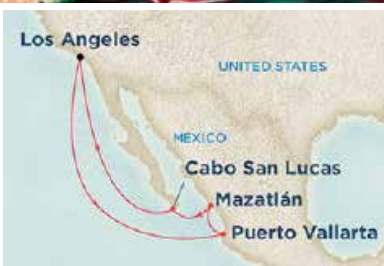 Los Angeles
UNITED STATES
MEXICO
Cabo San Lucas
Mazatlán
Puerto Vallarta